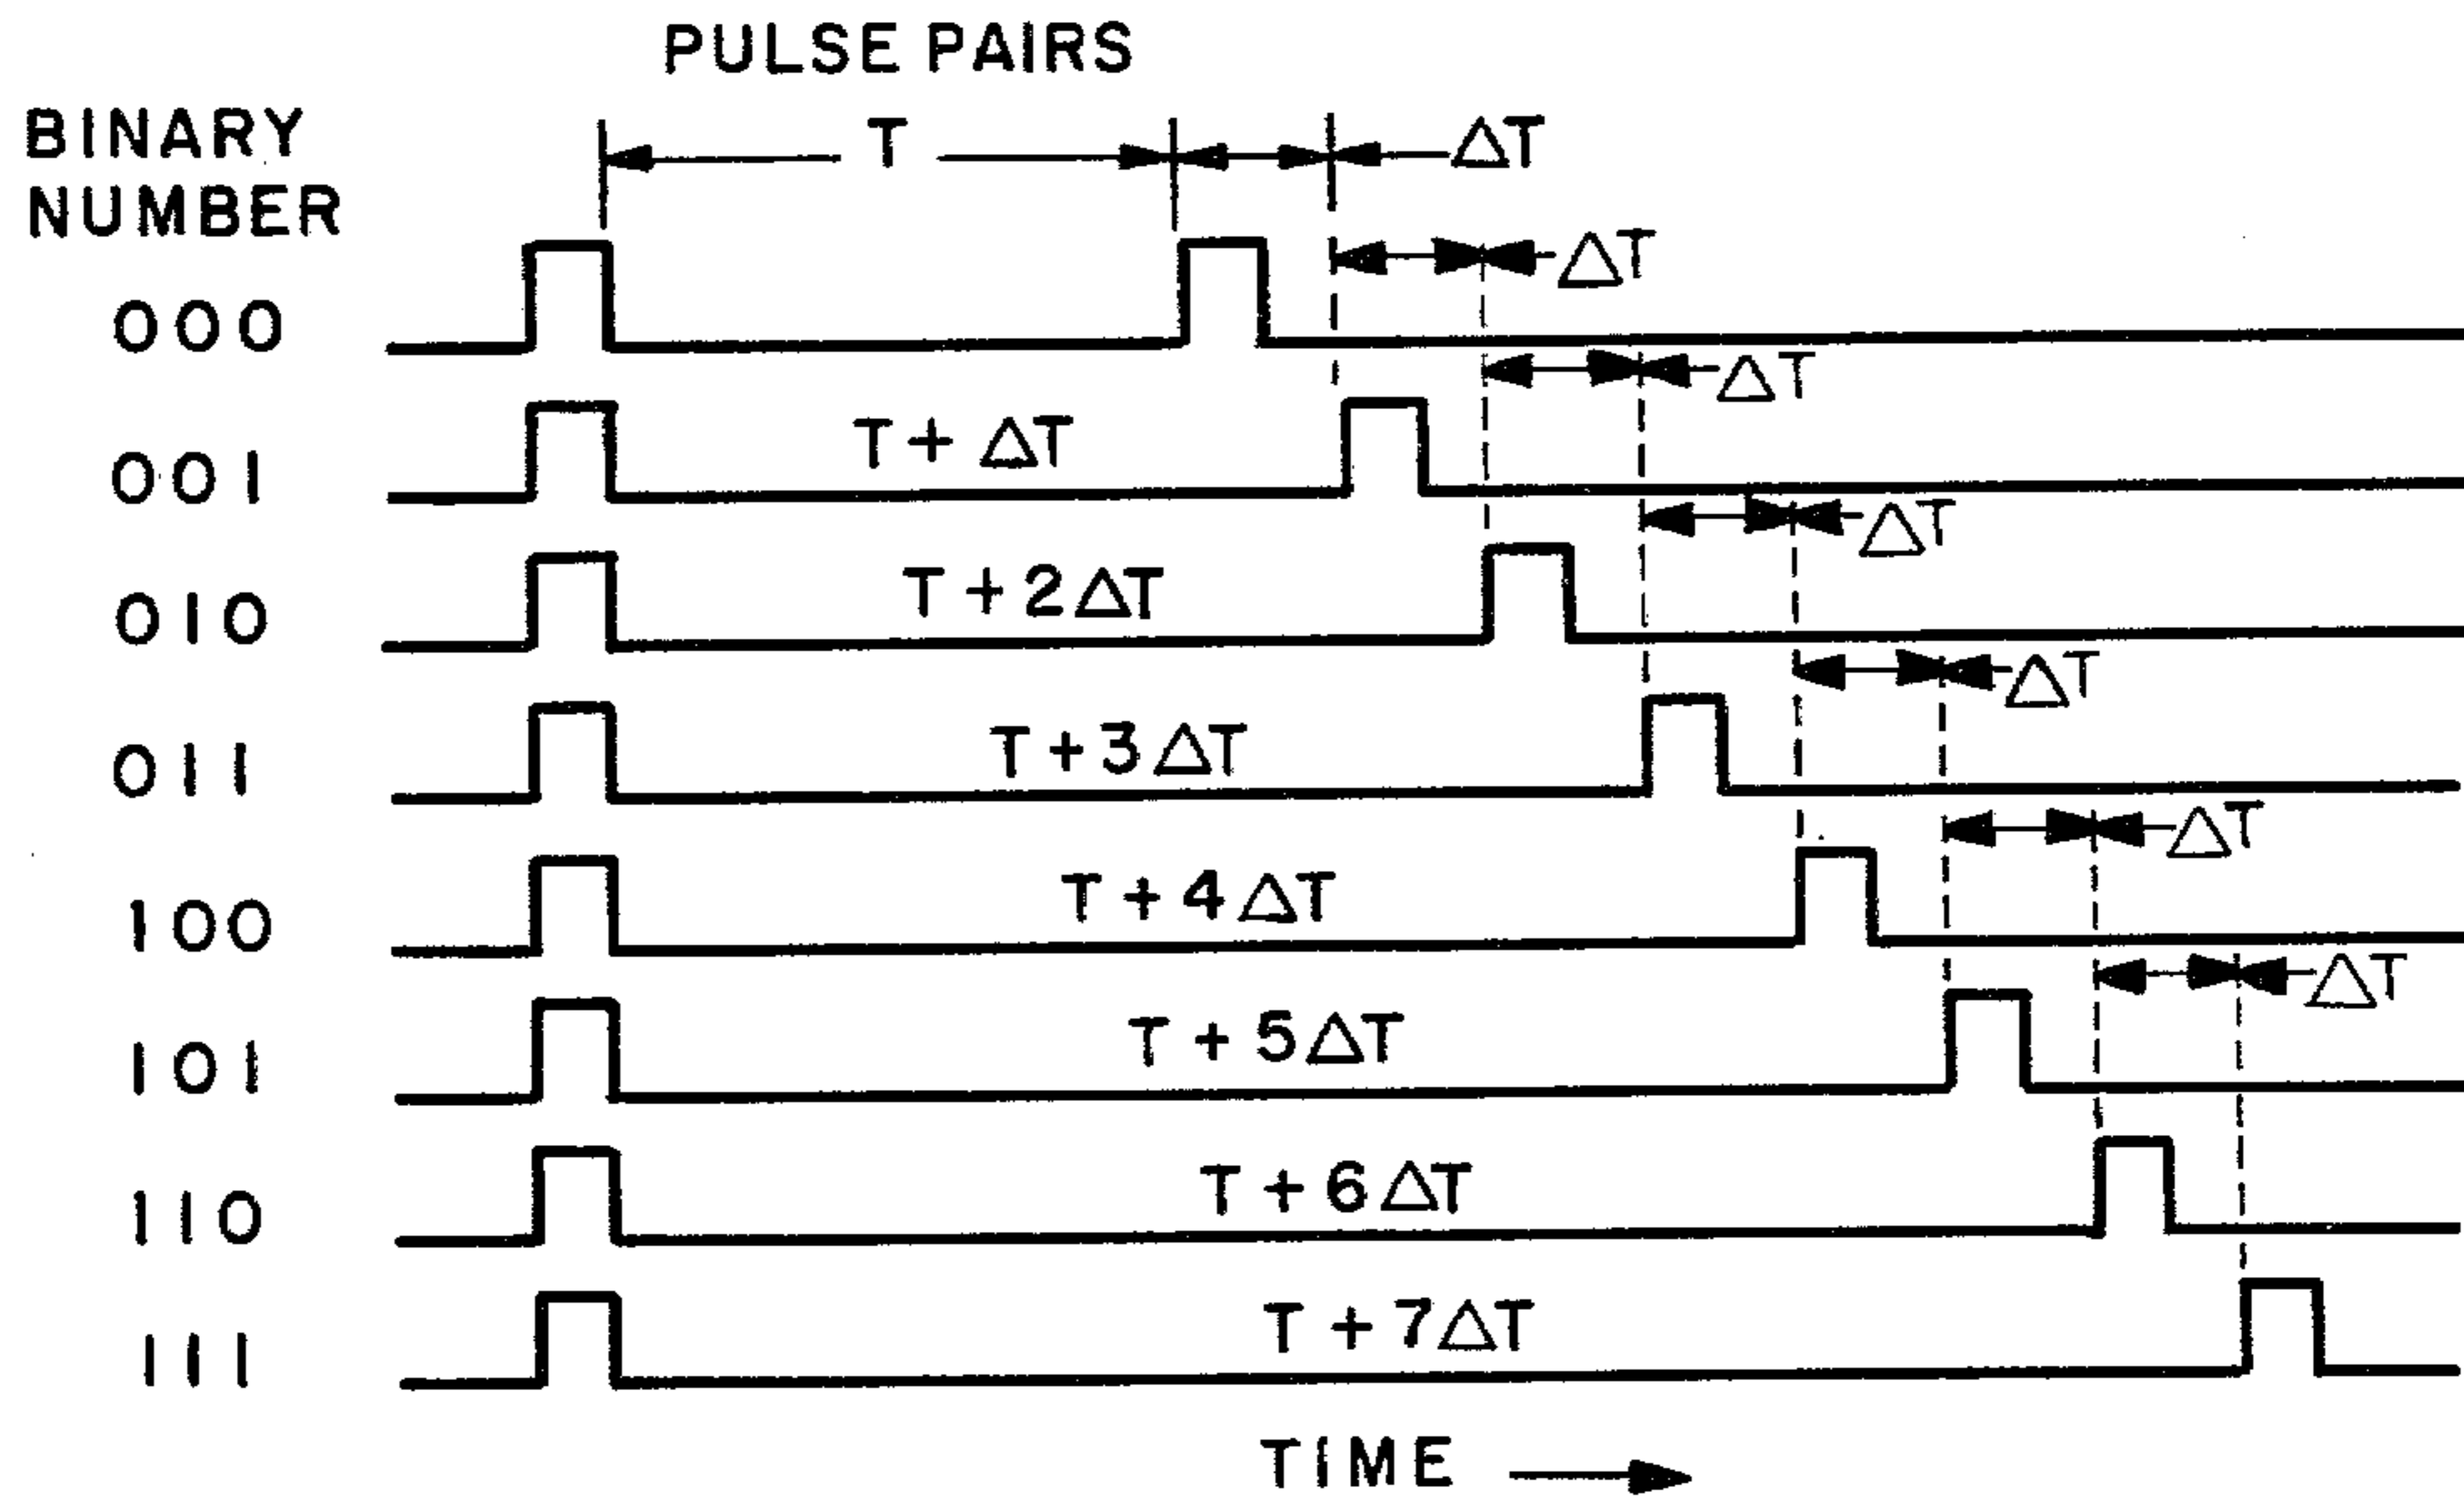 PULSE PAIRS
BINARY
NUMBER
T
ΔT
ΔT
000
ΔT
T + ΔT
001
ΔT
T + 2ΔT
010
ΔT
T + 3ΔT
011
ΔT
T + 4ΔT
100
ΔT
T + 5ΔT
101
T + 6ΔT
110
T + 7ΔT
111
TIME